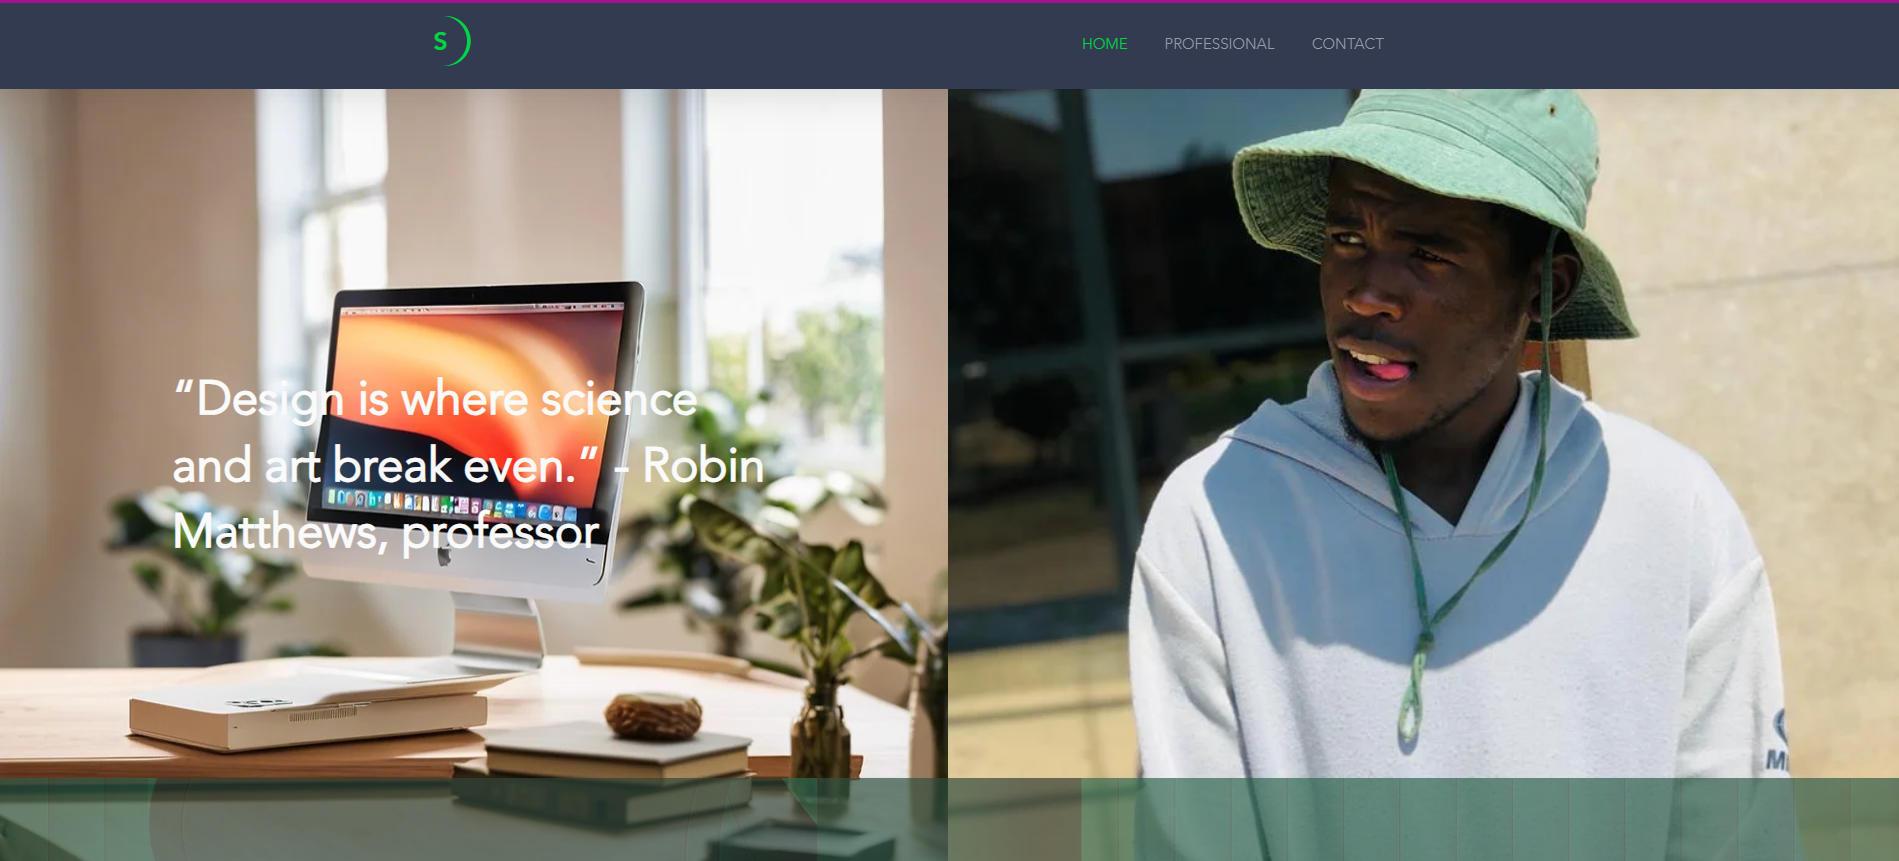 S
HOME PROFESSIONAL CONTACT
“Design is where science
and art break even.” - Robin
Matthews, professor